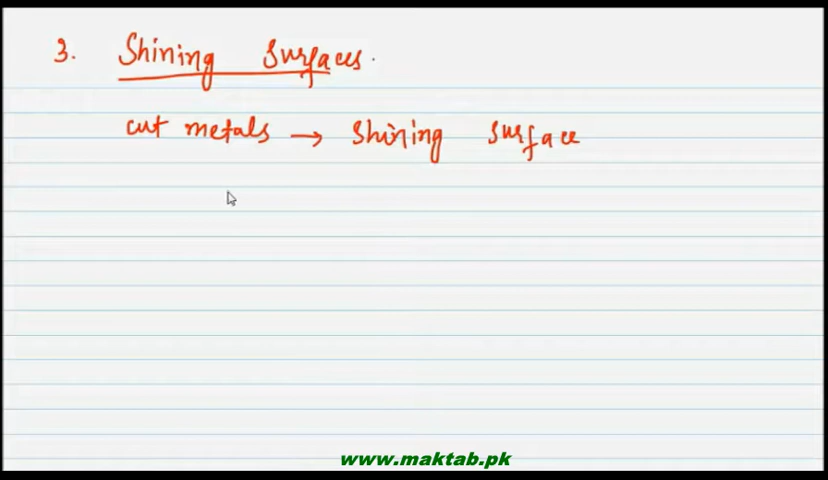 3. Shining Surfaces.
cut metals → Shining surface
www.maktab.pk